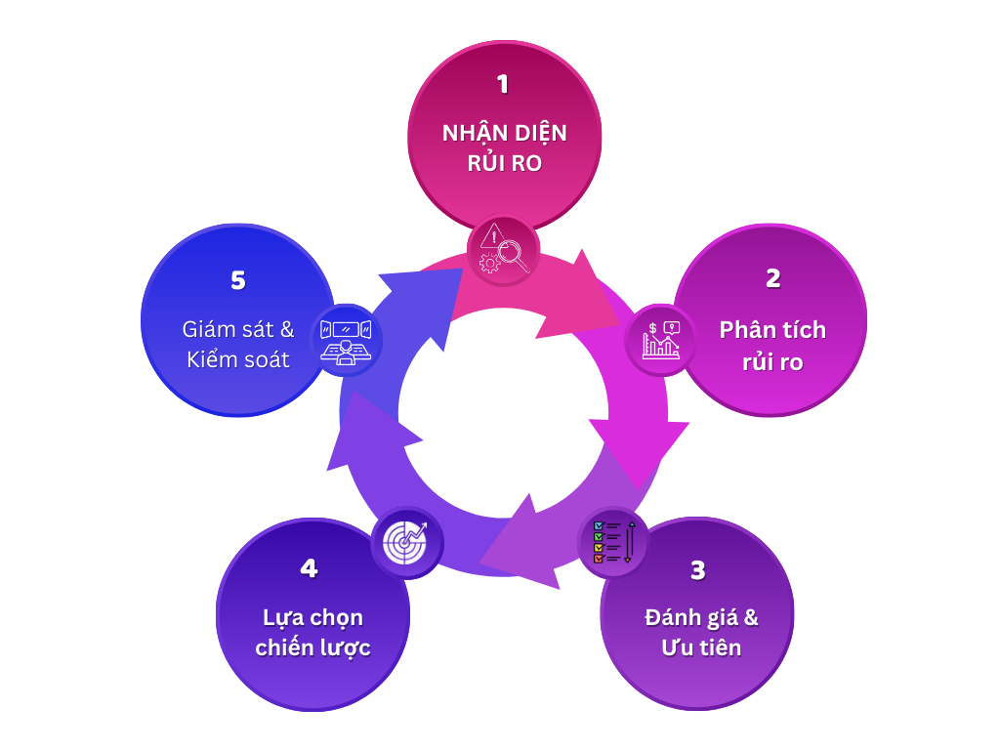 1
NHẬN DIỆN
RỦI RO
2
Phân tích
rủi ro
3
Đánh giá &
Ưu tiên
4
Lựa chọn
chiến lược
5
Giám sát &
Kiểm soát